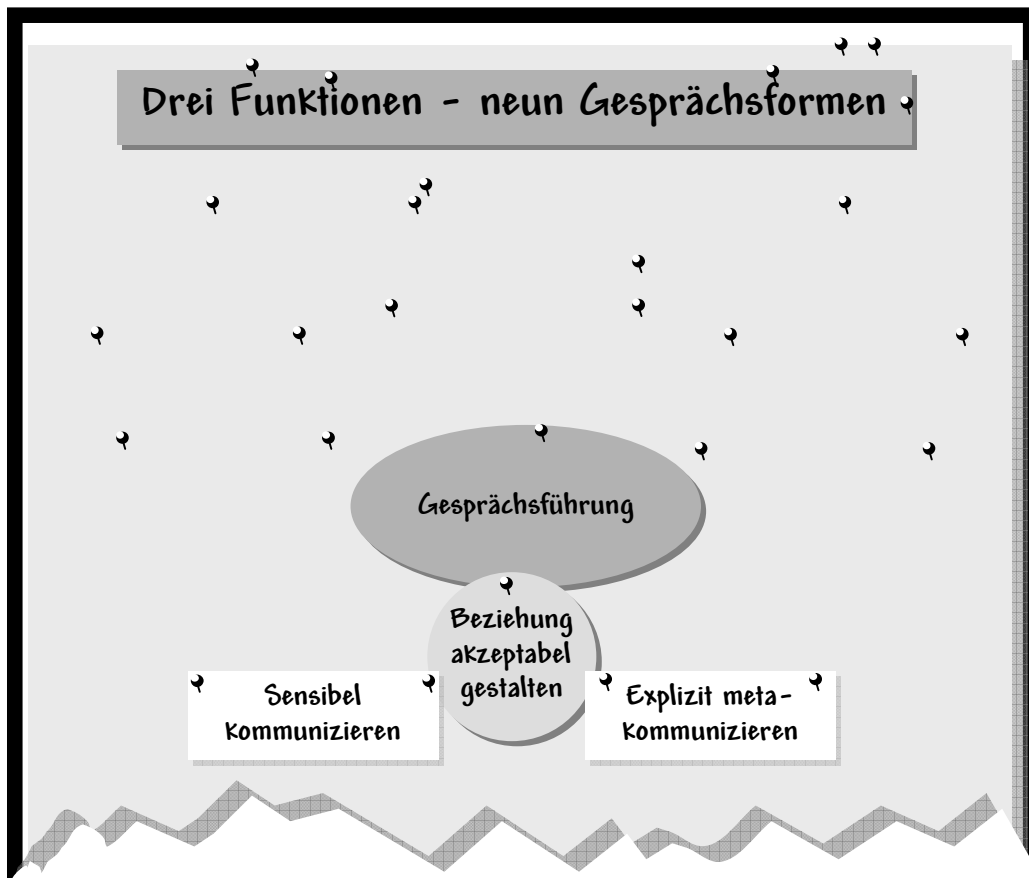 Drei Funktionen - neun Gesprächsformen
Gesprächsführung
Beziehung
akzeptabel
gestalten
Sensibel
kommunizieren
Explizit meta-
kommunizieren